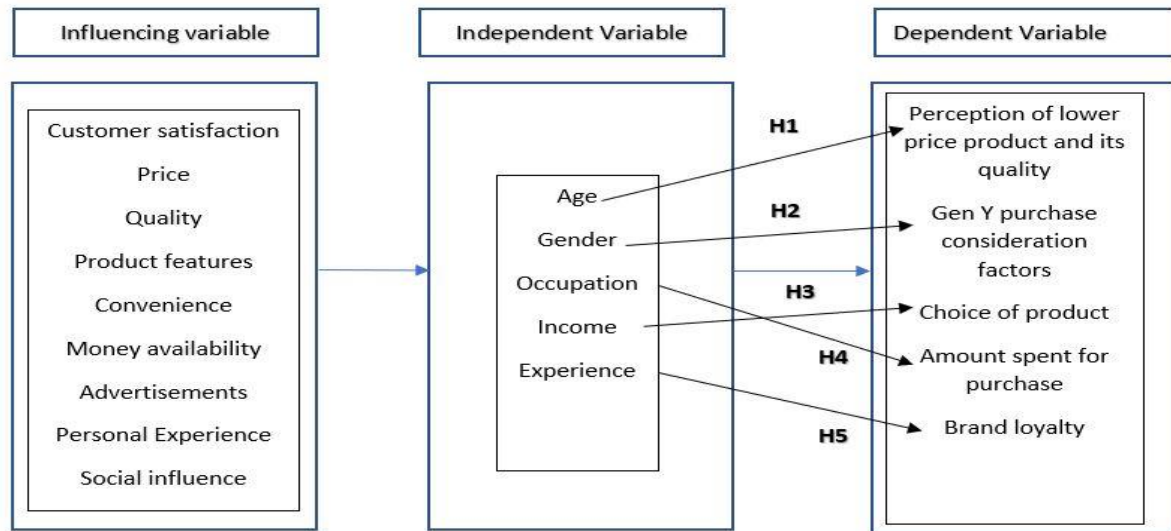 Influencing variable
Independent Variable
Dependent Variable
Customer satisfaction
Price
Quality
Product features
Convenience
Money availability
Advertisements
Personal Experience
Social influence
Age
Gender
Occupation
Income
Experience
H1
H2
H3
H4
H5
Perception of lower
price product and its
quality
Gen Y purchase
consideration
factors
Choice of product
Amount spent for
purchase
Brand loyalty